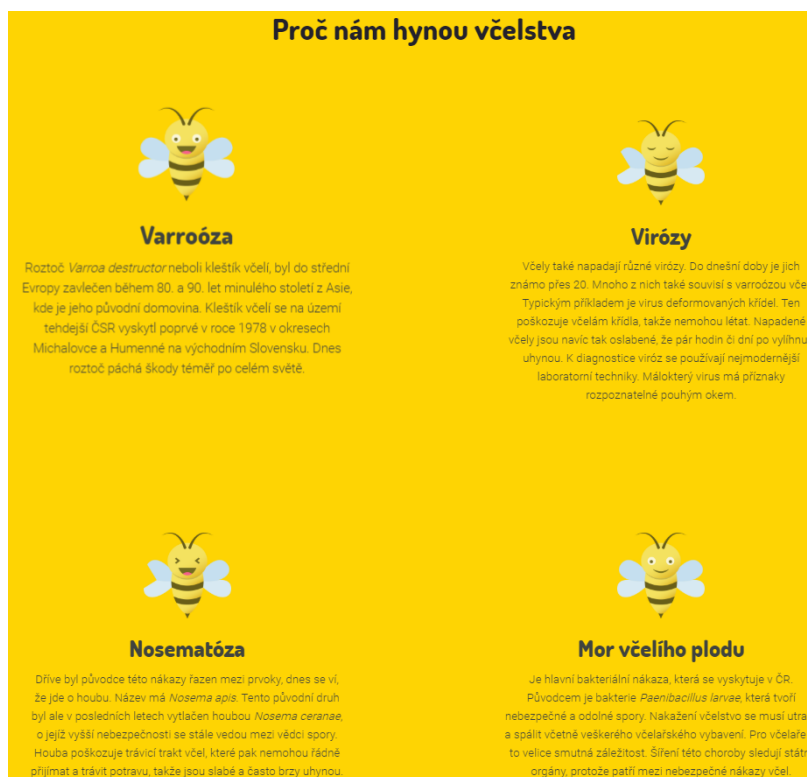 Proč nám hynou včelstva
Varroóza
Roztoč Varroa destructor neboli kleštík včelí, byl do střední
Evropy zavlečen během 80. a 90. let minulého století z Asie,
kde je jeho původní domovina. Kleštík včelí se na území
tehdejší ČSR vyskytl poprvé v roce 1978 v okresech
Michalovce a Humenné na východním Slovensku. Dnes
roztoč páchá škody téměř po celém světě.
Virózy
Včely také napadají různé virózy. Do dnešní doby je jich
známo přes 20. Mnoho z nich také souvisí s varroózou vče
Typickým příkladem je virus deformovaných křídel. Ten
poškozuje včelám křídla, takže nemohou létat. Napadené
včely jsou navíc tak oslabené, že pár hodin či dní po vylíhnu
uhynou. K diagnostice viróz se používají nejmodernější
laboratorní techniky. Málokterý virus má příznaky
rozpoznatelné pouhým okem.
Nosematóza
Dříve byl původce této nákazy řazen mezi prvoky, dnes se ví,
že jde o houbu. Název má Nosema apis. Tento původní druh
byl ale v posledních letech vytlačen houbou Nosema ceranae,
o jejíž vyšší nebezpečnosti se stále vedou mezi vědci spory.
Houba poškozuje trávicí trakt včel, které pak nemohou řádně
přijímat a trávit potravu, takže jsou slabé a často brzy uhynou.
Mor včelího plodu
Je hlavní bakteriální nákaza, která se vyskytuje v ČR.
Původcem je bakterie Paenibacillus larvae, která tvoří
nebezpečné a odolné spory. Nakažení včelstvo se musí utra
a spálit včetně veškerého včelařského vybavení. Pro včelaře
to velice smutná záležitost. Šíření této choroby sledují stát
orgány, protože patří mezi nebezpečné nákazy včel.